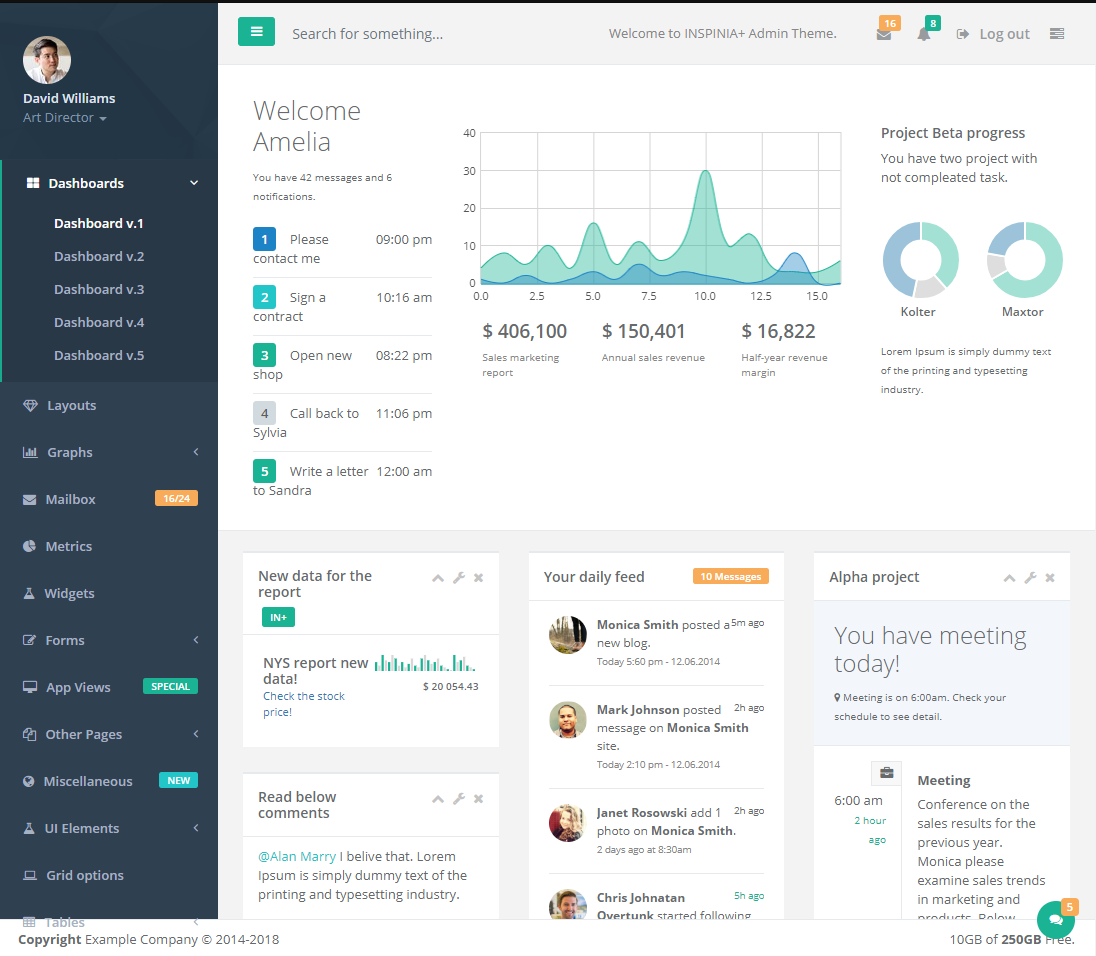 David Williams
Art Director
Dashboards
Dashboard v.1
Dashboard v.2
Dashboard v.3
Dashboard v.4
Dashboard v.5
Layouts
Graphs
Mailbox 16/24
Metrics
Widgets
Forms
App Views SPECIAL
Other Pages
Miscellaneous NEW
UI Elements
Grid options
Tables
Search for something...
Welcome to INSPINIA+ Admin Theme.
16
8
Log out
Welcome
Amelia
You have 42 messages and 6
notifications.
1 Please 09:00 pm
contact me
2 Sign a 10:16 am
contract
3 Open new 08:22 pm
shop
4 Call back to 11:06 pm
Sylvia
5 Write a letter 12:00 am
to Sandra
40
30
20
10
0
0.0 2.5 5.0 7.5 10.0 12.5 15.0
$ 406,100
Sales marketing
report
$ 150,401
Annual sales revenue
$ 16,822
Half-year revenue
margin
Project Beta progress
You have two project with
not compleated task.
Kolter
Maxtor
Lorem Ipsum is simply dummy text
of the printing and typesetting
industry.
New data for the
report
IN+
NYS report new
data!
Check the stock
price!
$ 20 054.43
Read below
comments
@Alan Marry I belive that. Lorem
Ipsum is simply dummy text of the
printing and typesetting industry.
Your daily feed
10 Messages
Monica Smith posted a 5m ago
new blog.
Today 5:60 pm - 12.06.2014
Mark Johnson posted 2h ago
message on Monica Smith
site.
Today 2:10 pm - 12.06.2014
Janet Rosowski add 1 2h ago
photo on Monica Smith.
2 days ago at 8:30am
Chris Johnatan 5h ago
Overtunk started following
Alpha project
You have meeting
today!
Meeting is on 6:00am. Check your
schedule to see detail.
6:00 am
2 hour
ago
Meeting
Conference on the
sales results for the
previous year.
Monica please
examine sales trends
in marketing and
products. Below
5
Copyright Example Company © 2014-2018
10GB of 250GB Free.